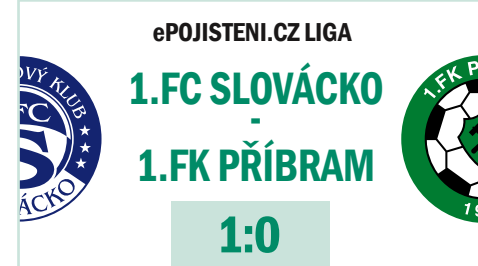 ePOJISTENI.CZ LIGA
1.FC SLOVÁCKO
-
1.FK PŘÍBRAM
1:0